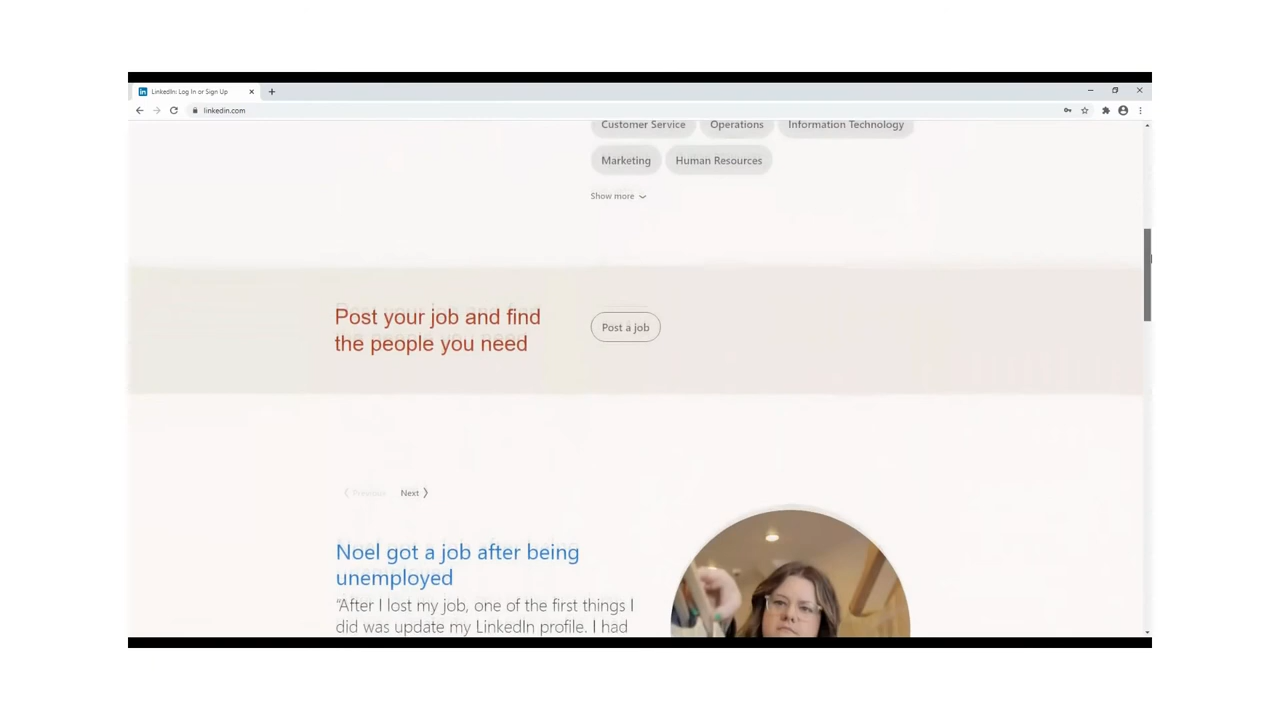 LinkedIn: Log In or Sign Up
linkedin.com
Customer Service Operations Information Technology
Marketing Human Resources
Show more
Post your job and find
the people you need
Post a job
Previous Next
Noel got a job after being
unemployed
“After I lost my job, one of the first things I
did was update my LinkedIn profile. I had